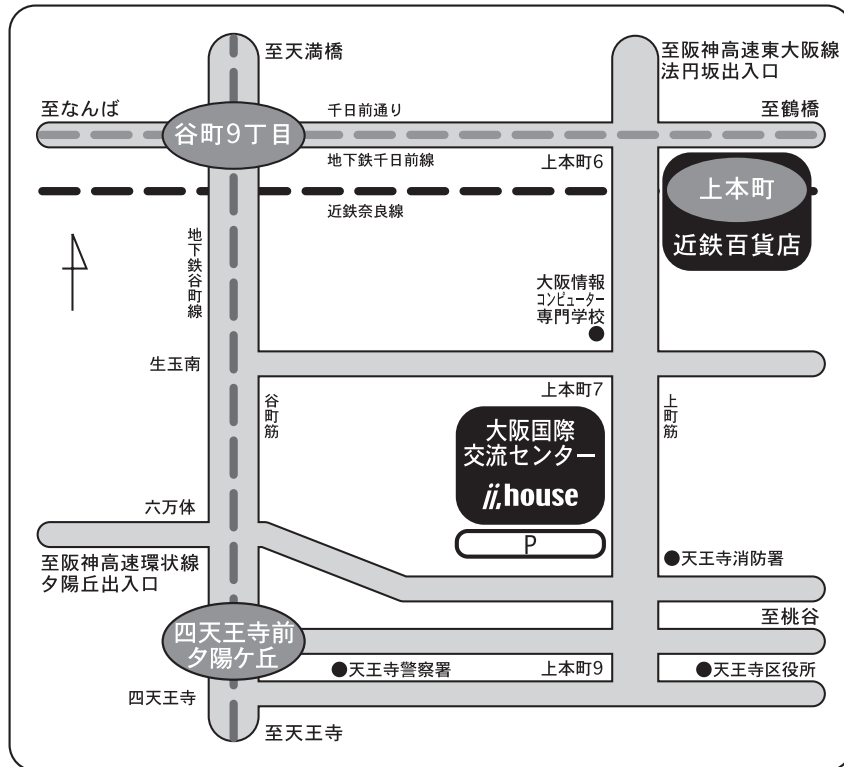 至天満橋
至阪神高速東大阪線
法円坂出入口
至なんば
千日前通り
至鶴橋
谷町9丁目
地下鉄千日前線
上本町6
上本町
近鉄奈良線
近鉄百貨店
地下鉄谷町線
大阪情報
コンピューター
専門学校
生玉南
上本町7
谷町筋
上町筋
大阪国際
交流センター
ii,house
六万体
P
至阪神高速環状線
夕陽丘出入口
天王寺消防署
至桃谷
四天王寺前
夕陽ケ丘
天王寺警察署
上本町9
天王寺区役所
四天王寺
至天王寺